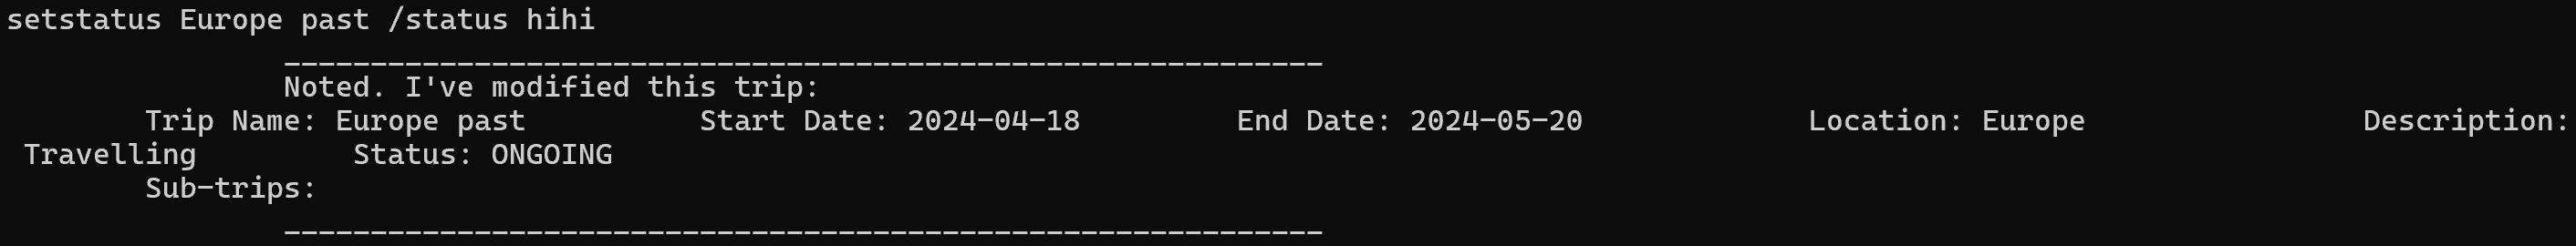 setstatus Europe past /status hihi
____________________________________________________________
Noted. I've modified this trip:
Trip Name: Europe past Start Date: 2024-04-18 End Date: 2024-05-20 Location: Europe Description:
Travelling Status: ONGOING
Sub-trips:
____________________________________________________________